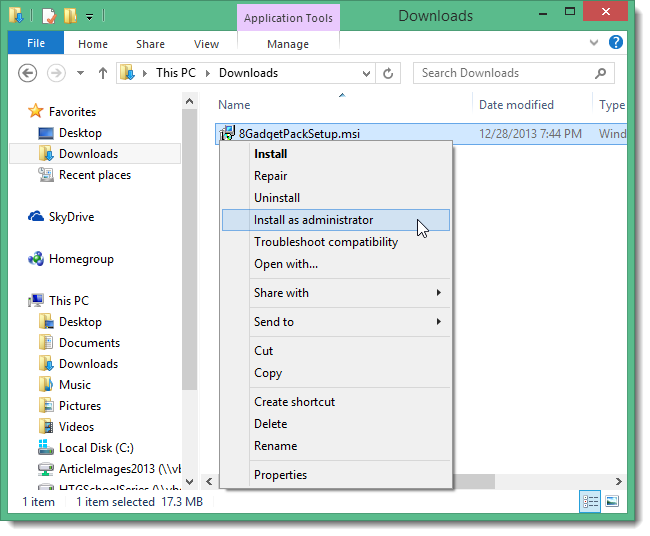 Application Tools
Downloads
File
Home
Share
View
Manage
This PC
Downloads
Search Downloads
Name
Date modified
Type
Favorites
Desktop
Downloads
Recent places
SkyDrive
Homegroup
This PC
Desktop
Documents
Downloads
Music
Pictures
Videos
Local Disk (C:)
ArticleImages2013 (\\vb
HTGSchoolSeries (\\vb
8GadgetPackSetup.msi
12/28/2013 7:44 PM
Wind
Install
Repair
Uninstall
Install as administrator
Troubleshoot compatibility
Open with...
Share with
Send to
Cut
Copy
Create shortcut
Delete
Rename
Properties
1 item
1 item selected 17.3 MB